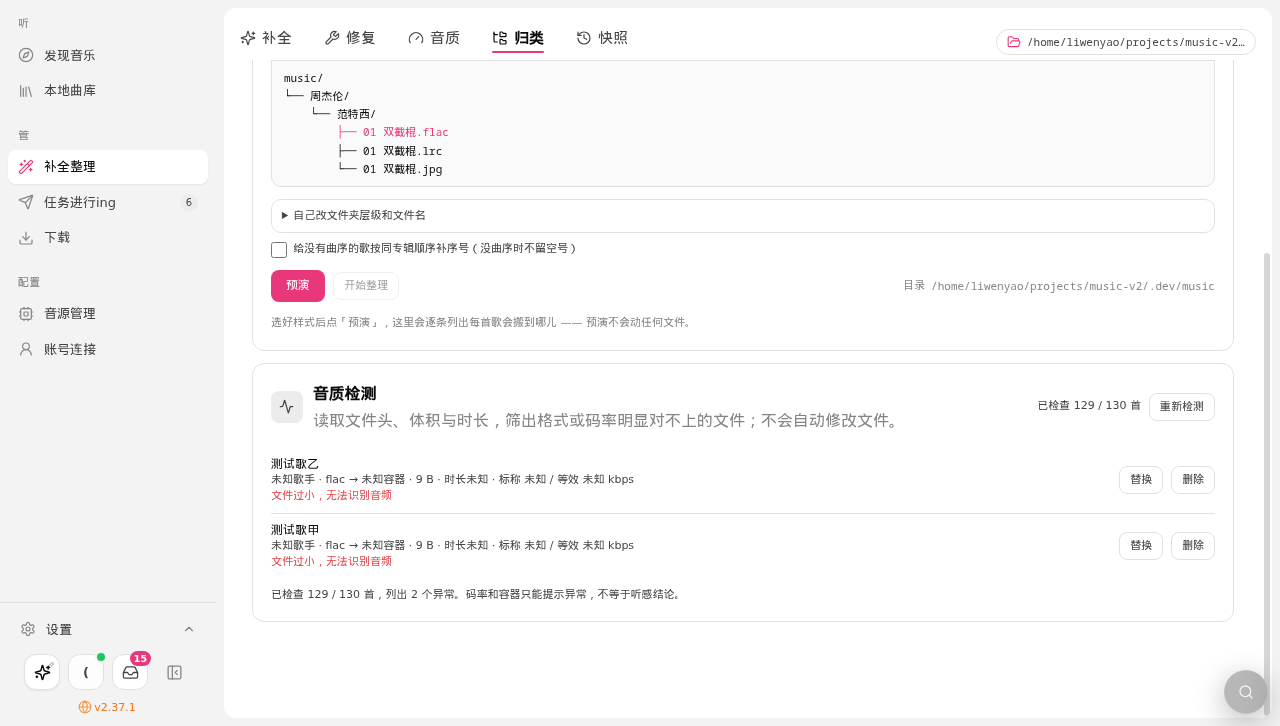 听
发现音乐
本地曲库
管
补全整理
任务进行ing 6
下载
配置
音源管理
账号连接
设置
15
v2.37.1
补全 修复 音质 归类 快照
/home/liwenyao/projects/music-v2…
music/
└── 周杰伦/
└── 范特西/
├── 01 双截棍.flac
├── 01 双截棍.lrc
└── 01 双截棍.jpg
▶ 自己改文件夹层级和文件名
给没有曲序的歌按同专辑顺序补序号（没曲序时不留空号）
预演 开始整理 目录 /home/liwenyao/projects/music-v2/.dev/music
选好样式后点「预演」，这里会逐条列出每首歌会搬到哪儿 —— 预演不会动任何文件。
音质检测
读取文件头、体积与时长，筛出格式或码率明显对不上的文件；不会自动修改文件。
已检查 129 / 130 首 重新检测
测试歌乙
未知歌手 · flac → 未知容器 · 9 B · 时长未知 · 标称 未知 / 等效 未知 kbps
文件过小，无法识别音频
替换 删除
测试歌甲
未知歌手 · flac → 未知容器 · 9 B · 时长未知 · 标称 未知 / 等效 未知 kbps
文件过小，无法识别音频
替换 删除
已检查 129 / 130 首，列出 2 个异常。码率和容器只能提示异常，不等于听感结论。